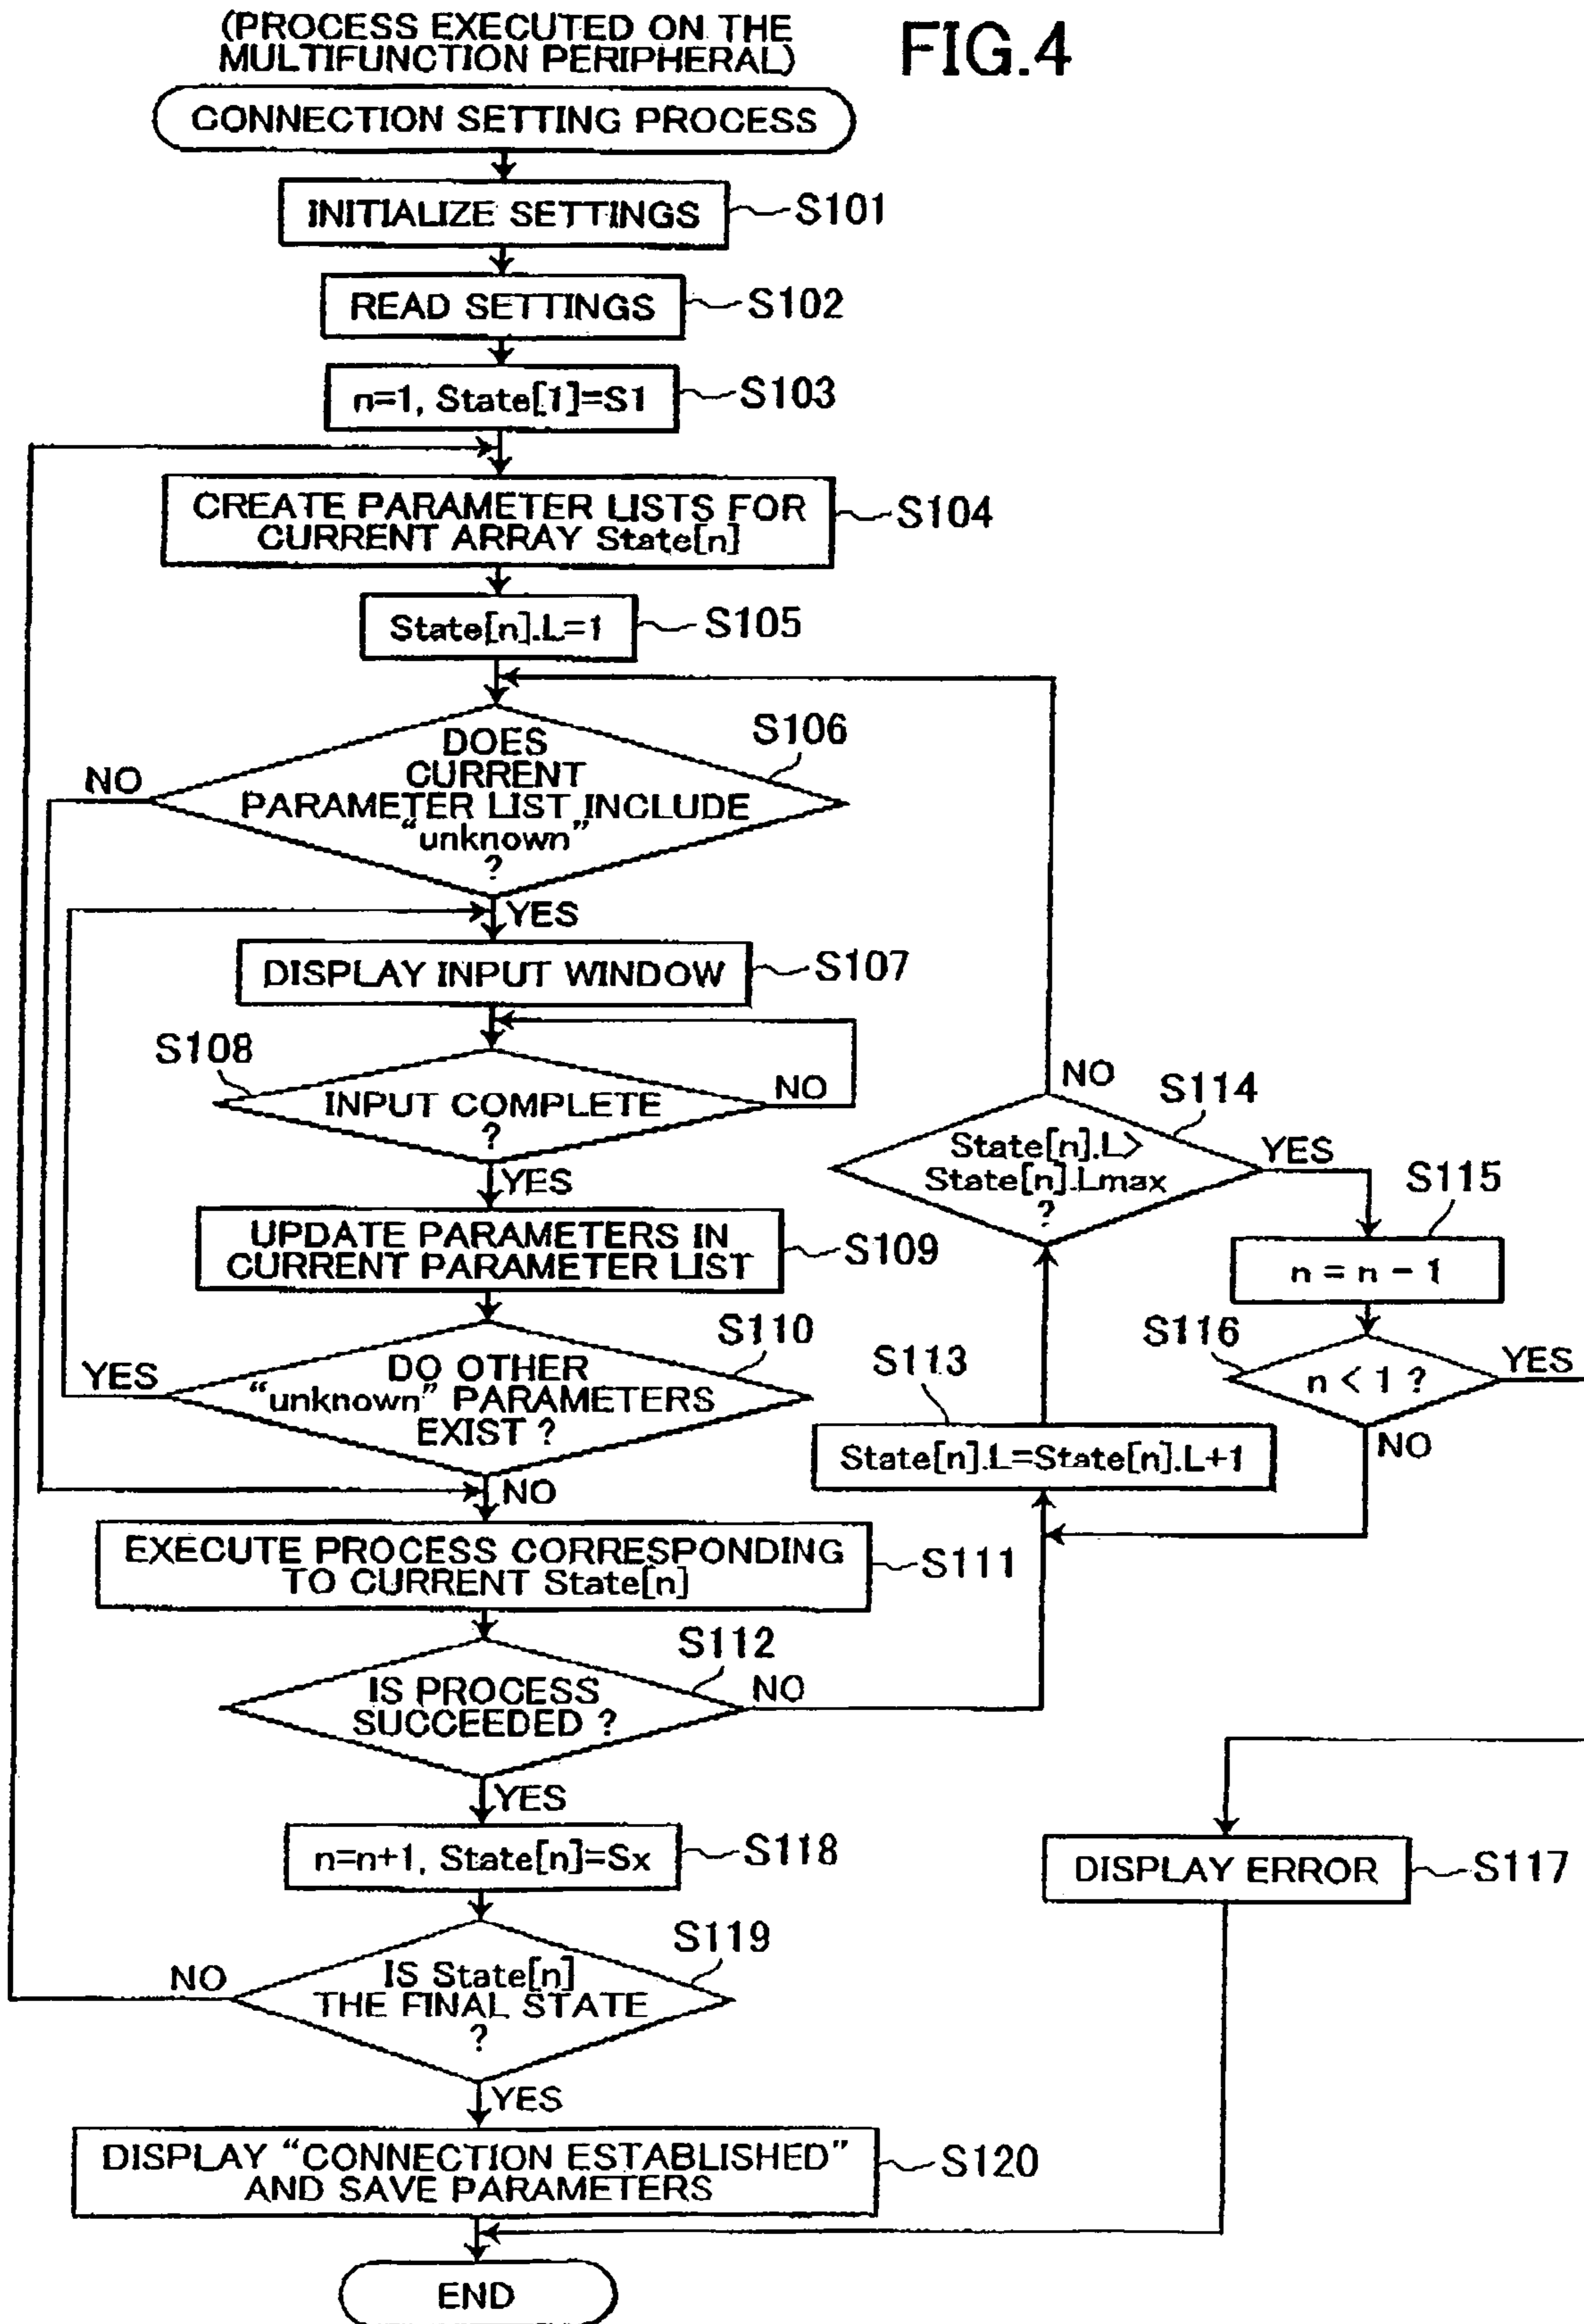 (PROCESS EXECUTED ON THE
MULTIFUNCTION PERIPHERAL)
FIG.4
CONNECTION SETTING PROCESS
INITIALIZE SETTINGS
S101
READ SETTINGS
S102
n=1, State[1]=S1
S103
CREATE PARAMETER LISTS FOR
CURRENT ARRAY State[n]
S104
State[n].L=1
S105
DOES
CURRENT
PARAMETER LIST INCLUDE
“unknown”
?
S106
NO
YES
DISPLAY INPUT WINDOW
S107
S108
INPUT COMPLETE
?
NO
YES
UPDATE PARAMETERS IN
CURRENT PARAMETER LIST
S109
DO OTHER
“unknown” PARAMETERS
EXIST ?
S110
YES
NO
EXECUTE PROCESS CORRESPONDING
TO CURRENT State[n]
S111
IS PROCESS
SUCCEEDED ?
S112
NO
YES
S113
State[n].L=State[n].L+1
NO
S114
State[n].L>
State[n].Lmax
?
YES
S115
n = n - 1
S116
n < 1 ?
YES
NO
DISPLAY ERROR
S117
n=n+1, State[n]=Sx
S118
IS State[n]
THE FINAL STATE
?
S119
NO
YES
DISPLAY “CONNECTION ESTABLISHED”
AND SAVE PARAMETERS
S120
END